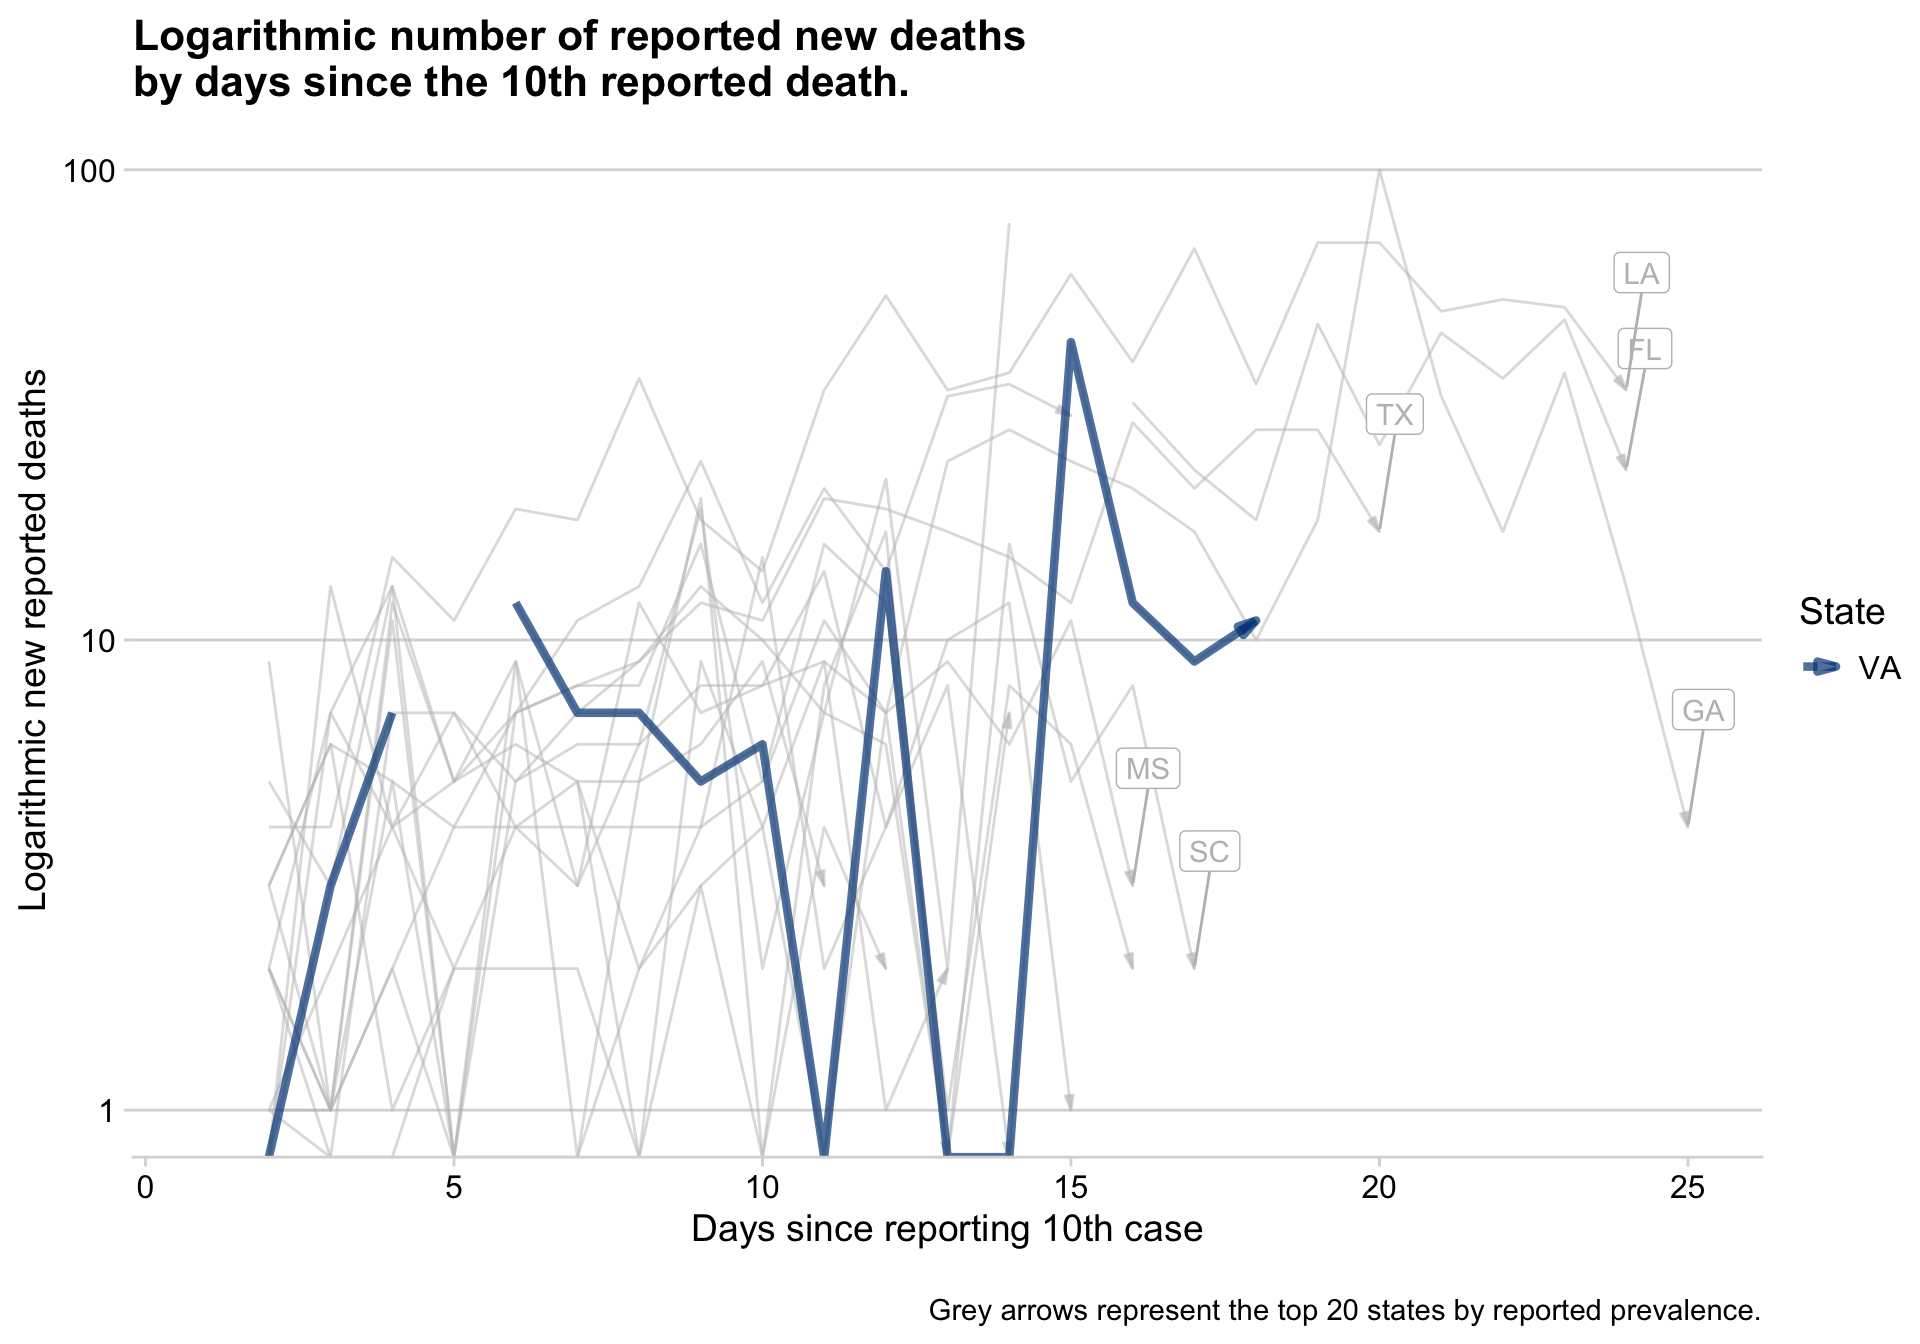 Logarithmic number of reported new deaths
by days since the 10th reported death.
100
10
1
Logarithmic new reported deaths
LA
FL
TX
GA
MS
SC
State
VA
0 5 10 15 20 25
Days since reporting 10th case
Grey arrows represent the top 20 states by reported prevalence.